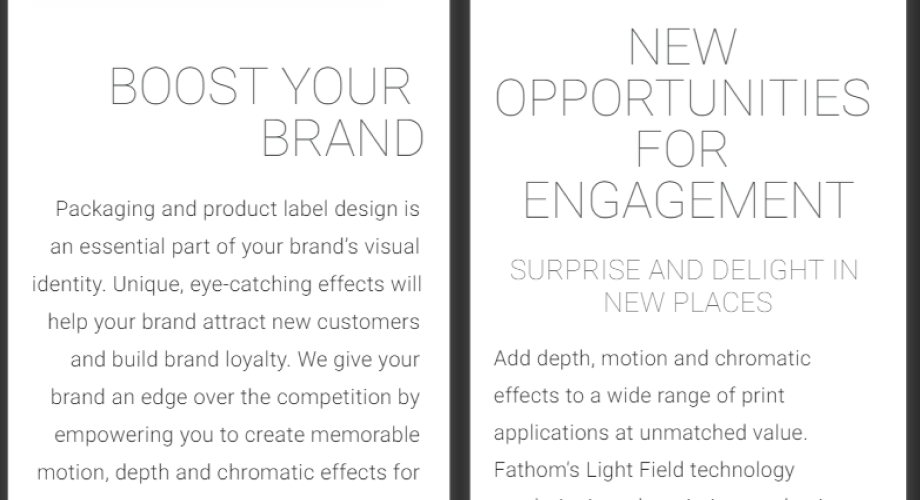 BOOST YOUR
BRAND
Packaging and product label design is
an essential part of your brand's visual
identity. Unique, eye-catching effects will
help your brand attract new customers
and build brand loyalty. We give your
brand an edge over the competition by
empowering you to create memorable
motion, depth and chromatic effects for
NEW
OPPORTUNITIES
FOR
ENGAGEMENT
SURPRISE AND DELIGHT IN
NEW PLACES
Add depth, motion and chromatic
effects to a wide range of print
applications at unmatched value.
Fathom's Light Field technology